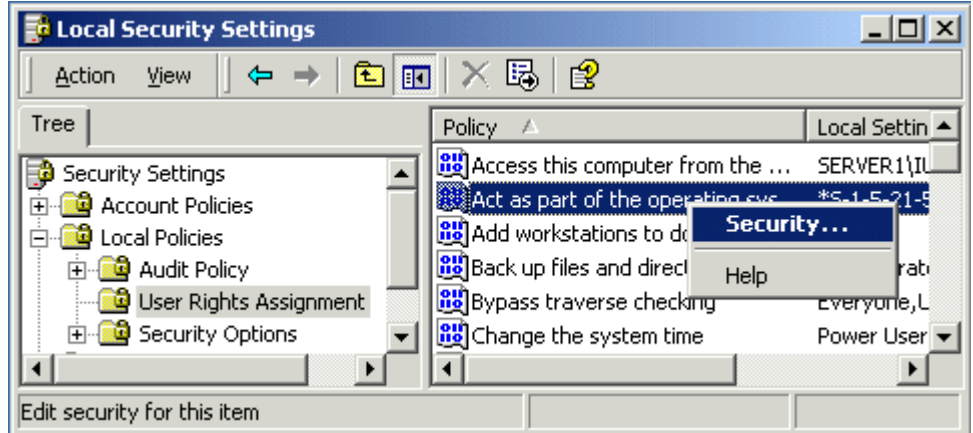 Local Security Settings
Action View
Tree
Policy Local Settin
Security Settings
Account Policies
Local Policies
Audit Policy
User Rights Assignment
Security Options
Access this computer from the ... SERVER1\IU
Act as part of the operating sys *S-1-5-21-5
Add workstations to do
Back up files and direct rat
Bypass traverse checking Everyone,L
Change the system time Power User
Security...
Help
Edit security for this item